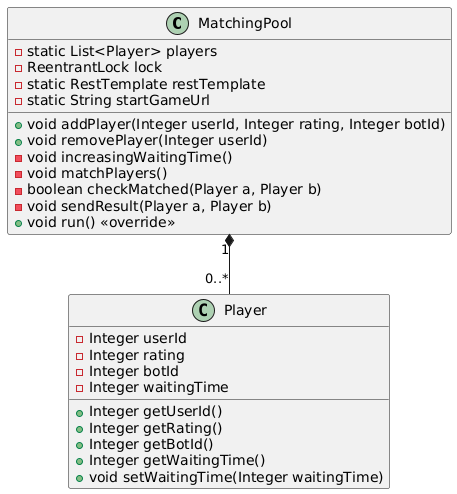 C MatchingPool
static List<Player> players
ReentrantLock lock
static RestTemplate restTemplate
static String startGameUrl
void addPlayer(Integer userId, Integer rating, Integer botId)
void removePlayer(Integer userId)
void increasingWaitingTime()
void matchPlayers()
boolean checkMatched(Player a, Player b)
void sendResult(Player a, Player b)
void run() «override»
1
0..*
C Player
Integer userId
Integer rating
Integer botId
Integer waitingTime
Integer getUserId()
Integer getRating()
Integer getBotId()
Integer getWaitingTime()
void setWaitingTime(Integer waitingTime)